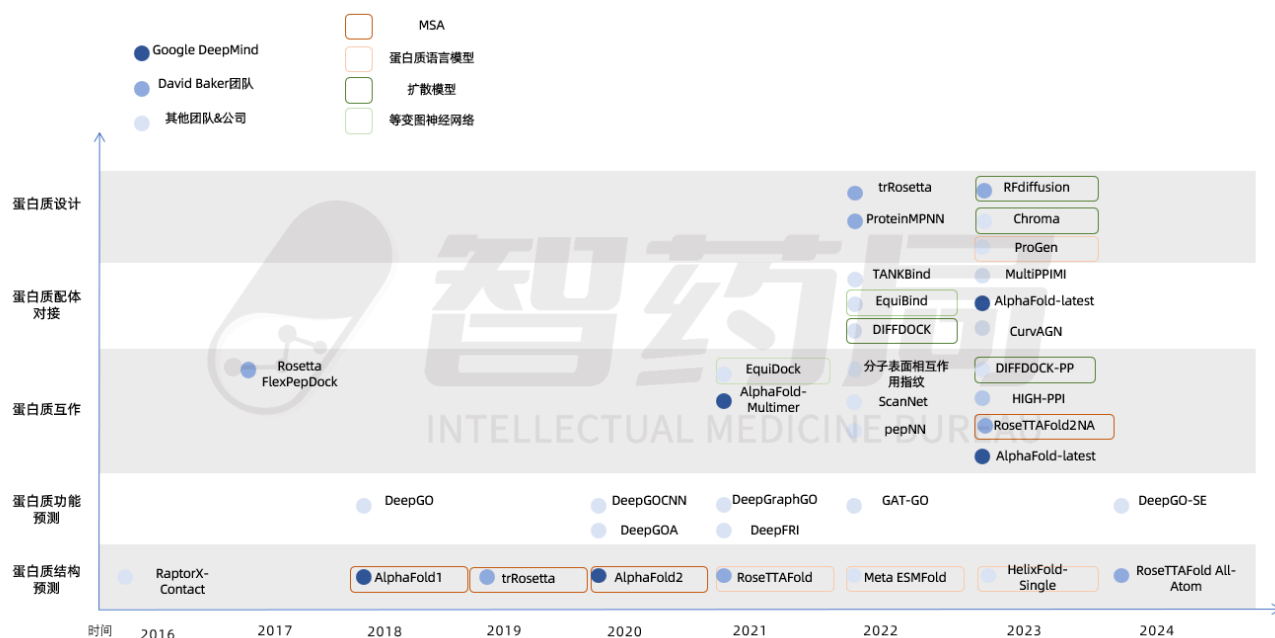 Google DeepMind
David Baker团队
其他团队&公司
MSA
蛋白质语言模型
扩散模型
等变图神经网络
蛋白质设计
trRosetta
RFdiffusion
ProteinMPNN
Chroma
ProGen
蛋白质配体
对接
TANKBind
MultiPPIMI
EquiBind
AlphaFold-latest
DIFFDOCK
CurvAGN
智药局
INTELLECTUAL MEDICINE BUREAU
蛋白质互作
Rosetta
FlexPepDock
EquiDock
AlphaFold-
Multimer
分子表面相互作
用指纹
ScanNet
pepNN
DIFFDOCK-PP
HIGH-PPI
RoseTTAFold2NA
AlphaFold-latest
蛋白质功能
预测
DeepGO
DeepGOCNN
DeepGOA
DeepGraphGO
DeepFRI
GAT-GO
DeepGO-SE
蛋白质结构
预测
RaptorX-
Contact
AlphaFold1
trRosetta
AlphaFold2
RoseTTAFold
Meta ESMFold
HelixFold-
Single
RoseTTAFold All-
Atom
时间
2016
2017
2018
2019
2020
2021
2022
2023
2024